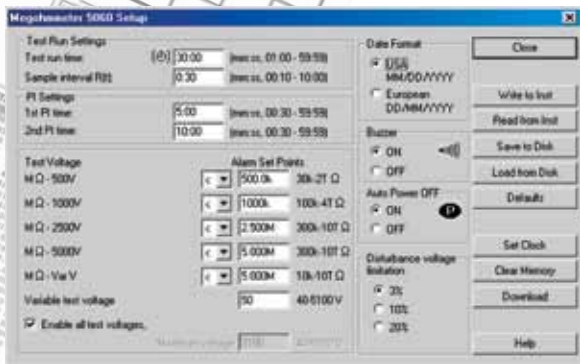 Megohmmeter 5060 Setup
Test Run Settings
Test run time: 30:00 (mm:ss, 01:00 - 59:59)
Sample interval R(t): 0:30 (mm:ss, 00:10 - 10:00)
PI Settings
1st PI time: 5:00 (mm:ss, 00:30 - 59:59)
2nd PI time: 10:00 (mm:ss, 00:30 - 59:59)
Test Voltage Alarm Set Points
MΩ - 500V < 500.0k 30k-2T Ω
MΩ - 1000V < 1000k 100k-4T Ω
MΩ - 2500V < 2.500M 300k-10T Ω
MΩ - 5000V < 5.000M 300k-10T Ω
MΩ - Var V < 5.000M 10k-10T Ω
Variable test voltage 50 40-5100 V
Enable all test voltages.
Date Format
USA
MM/DD/YYYY
European
DD/MM/YYYY
Buzzer
ON
OFF
Auto Power OFF
ON P
OFF
Disturbance voltage
limitation
3%
10%
20%
Close
Write to Inst
Read from Inst
Save to Disk
Load from Disk
Defaults
Set Clock
Clear Memory
Download
Help